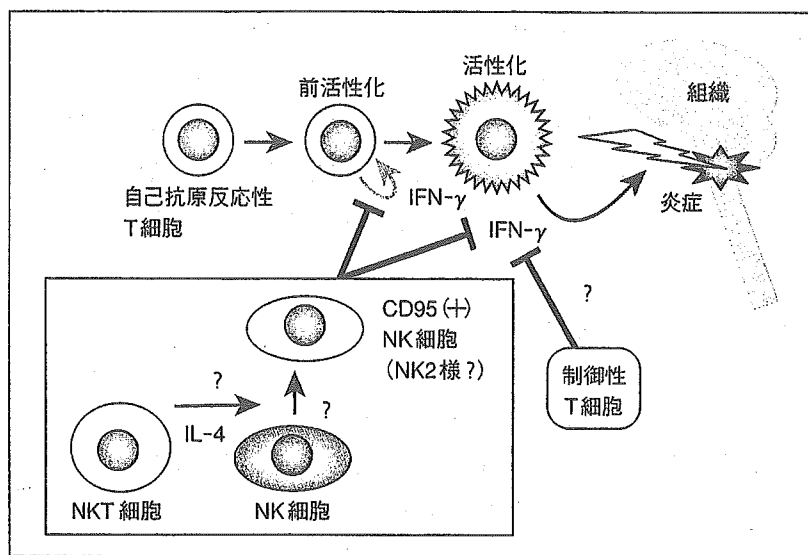 活性化
前活性化
組織
自己抗原反応性
T細胞
IFN-γ
IFN-γ
炎症
CD95(+)
NK細胞
(NK2様?)
?
?
IL-4
NKT細胞
NK細胞
?
制御性
T細胞